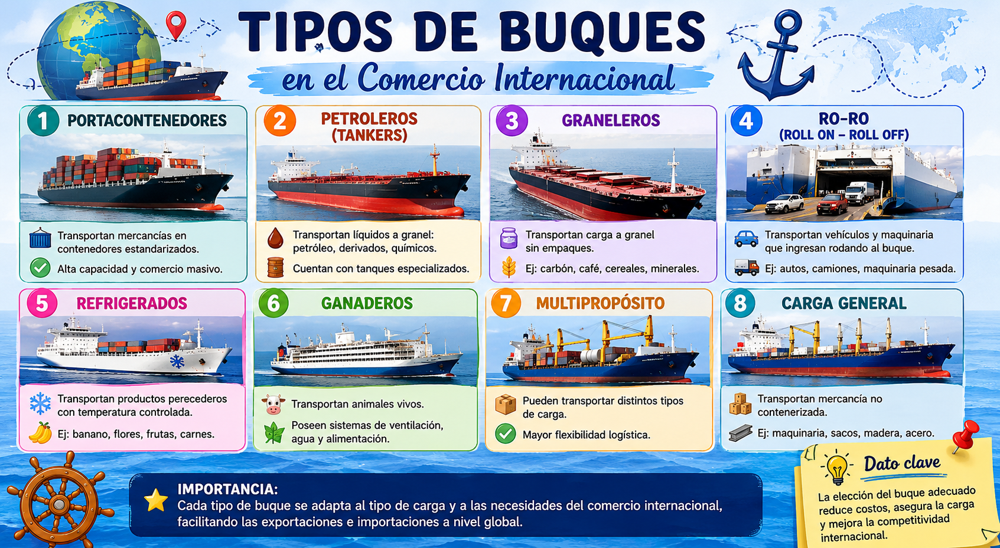 TIPOS DE BUQUES
en el Comercio Internacional
1 PORTACONTENEDORES
Transportan mercancías en
contenedores estandarizados.
Alta capacidad y comercio masivo.
2 PETROLEROS
(TANKERS)
Transportan líquidos a granel:
petróleo, derivados, químicos.
Cuentan con tanques especializados.
3 GRANELEROS
Transportan carga a granel
sin empaques.
Ej: carbón, café, cereales, minerales.
4 RO-RO
(ROLL ON – ROLL OFF)
Transportan vehículos y maquinaria
que ingresan rodando al buque.
Ej: autos, camiones, maquinaria pesada.
5 REFRIGERADOS
Transportan productos perecederos
con temperatura controlada.
Ej: banano, flores, frutas, carnes.
6 GANADEROS
Transportan animales vivos.
Poseen sistemas de ventilación,
agua y alimentación.
7 MULTIPROPÓSITO
Pueden transportar distintos tipos
de carga.
Mayor flexibilidad logística.
8 CARGA GENERAL
Transportan mercancía no
contenerizada.
Ej: maquinaria, sacos, madera, acero.
IMPORTANCIA:
Cada tipo de buque se adapta al tipo de carga y a las necesidades del comercio internacional,
facilitando las exportaciones e importaciones a nivel global.
Dato clave
La elección del buque adecuado
reduce costos, asegura la carga
y mejora la competitividad
internacional.